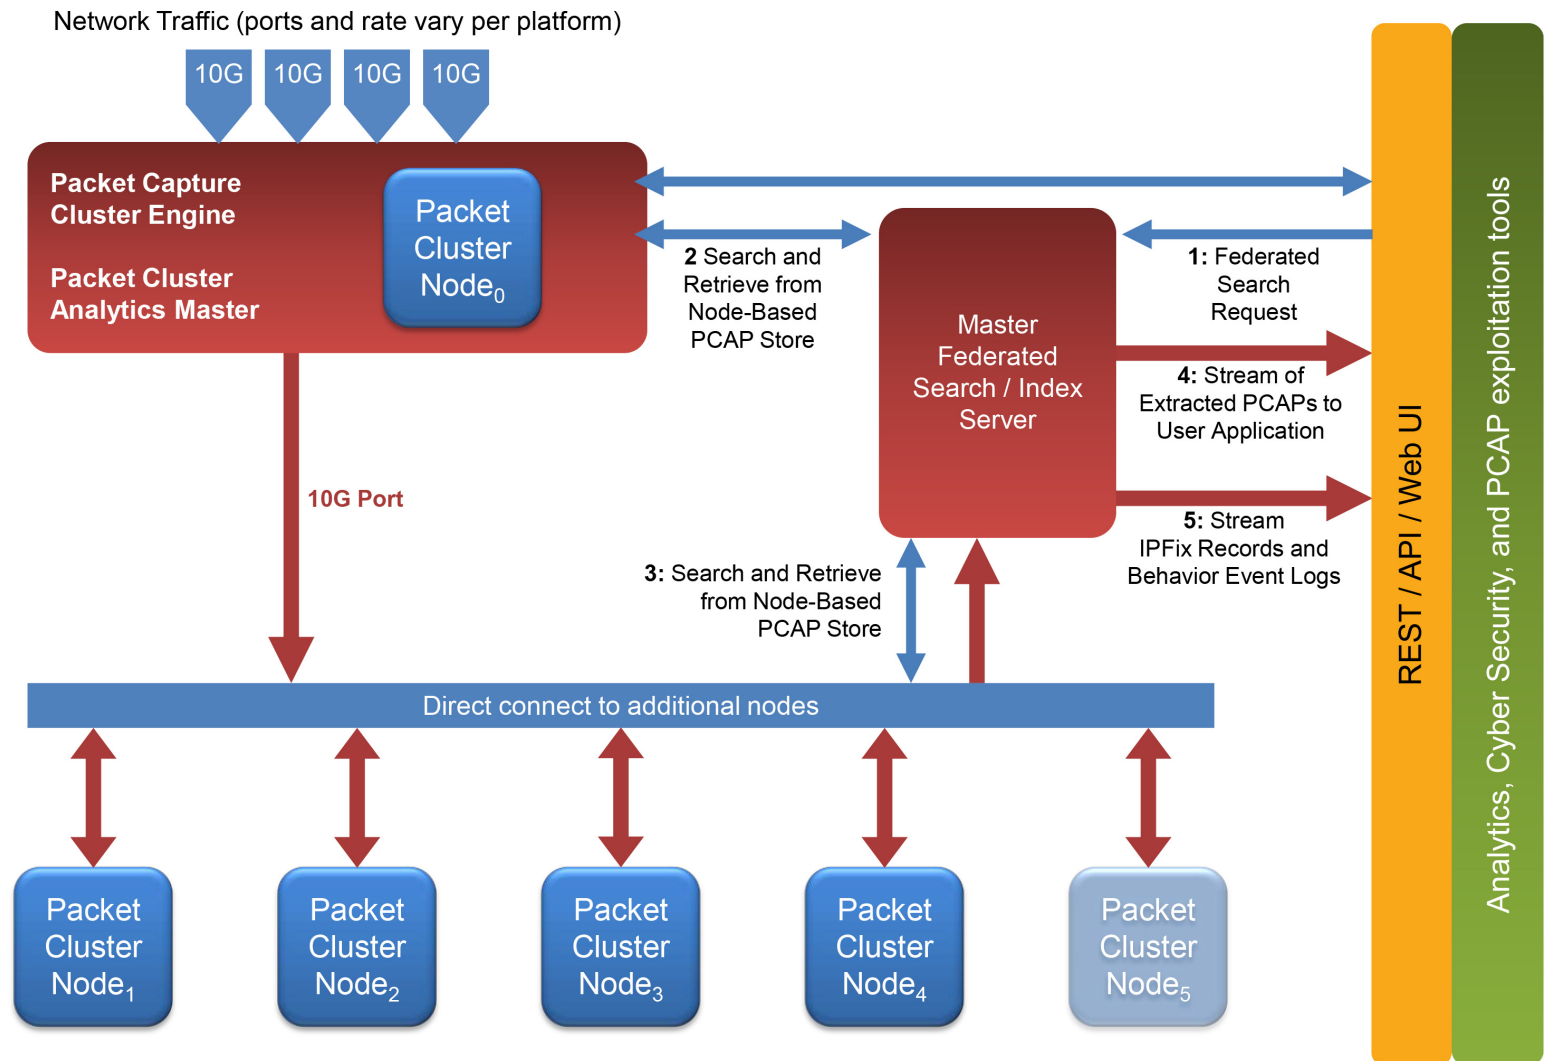 Network Traffic (ports and rate vary per platform)
10G
10G
10G
10G
Packet Capture
Cluster Engine
Packet Cluster
Analytics Master
Packet
Cluster
Node₀
2 Search and
Retrieve from
Node-Based
PCAP Store
Master
Federated
Search / Index
Server
1: Federated
Search
Request
4: Stream of
Extracted PCAPs to
User Application
5: Stream
IPFix Records and
Behavior Event Logs
10G Port
3: Search and Retrieve
from Node-Based
PCAP Store
Direct connect to additional nodes
Packet
Cluster
Node₁
Packet
Cluster
Node₂
Packet
Cluster
Node₃
Packet
Cluster
Node₄
Packet
Cluster
Node₅
REST / API / Web UI
Analytics, Cyber Security, and PCAP exploitation tools